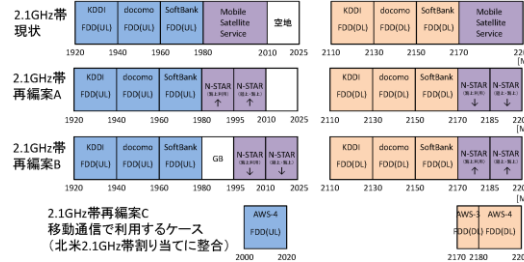 2.1GHz帯
現状
KDDI
FDD(UL)
docomo
FDD(UL)
SoftBank
FDD(UL)
Mobile
Satellite
Service
空地
KDDI
FDD(DL)
docomo
FDD(DL)
SoftBank
FDD(DL)
Mobile
Satellite
Service
1920 1940 1960 1980 2010 2025 2110 2130 2150 2170
2.1GHz帯
再編案A
KDDI
FDD(UL)
docomo
FDD(UL)
SoftBank
FDD(UL)
N-STAR
↑
N-STAR
↑
KDDI
FDD(DL)
docomo
FDD(DL)
SoftBank
FDD(DL)
N-STAR
↓
N-STAR
↓
1920 1940 1960 1980 1995 2010 2025 2110 2130 2150 2170 2185
2.1GHz帯
再編案B
KDDI
FDD(UL)
docomo
FDD(UL)
SoftBank
FDD(UL)
GB
N-STAR
↓
N-STAR
↓
KDDI
FDD(DL)
docomo
FDD(DL)
SoftBank
FDD(DL)
N-STAR
↑
N-STAR
↑
1920 1940 1960 1980 1995 2010 2025 2110 2130 2150 2170 2185
2.1GHz帯再編案C
移動通信で利用するケース
(北米2.1GHz帯割り当てに整合)
AWS-4
FDD(UL)
AWS-3
FDD(DL)
AWS-4
FDD(DL)
2000 2020 2170 2180